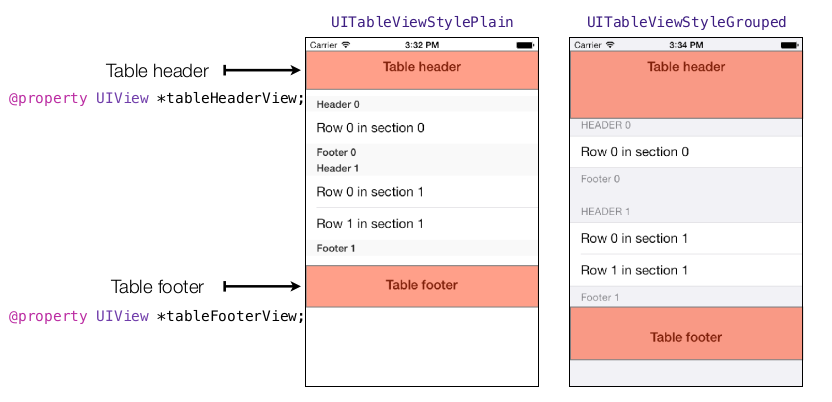 UITableViewStylePlain
UITableViewStyleGrouped
Table header
@property UIView *tableHeaderView;
Table footer
@property UIView *tableFooterView;
Carrier 3:32 PM
Table header
Header 0
Row 0 in section 0
Footer 0
Header 1
Row 0 in section 1
Row 1 in section 1
Footer 1
Table footer
Carrier 3:34 PM
Table header
HEADER 0
Row 0 in section 0
Footer 0
HEADER 1
Row 0 in section 1
Row 1 in section 1
Footer 1
Table footer